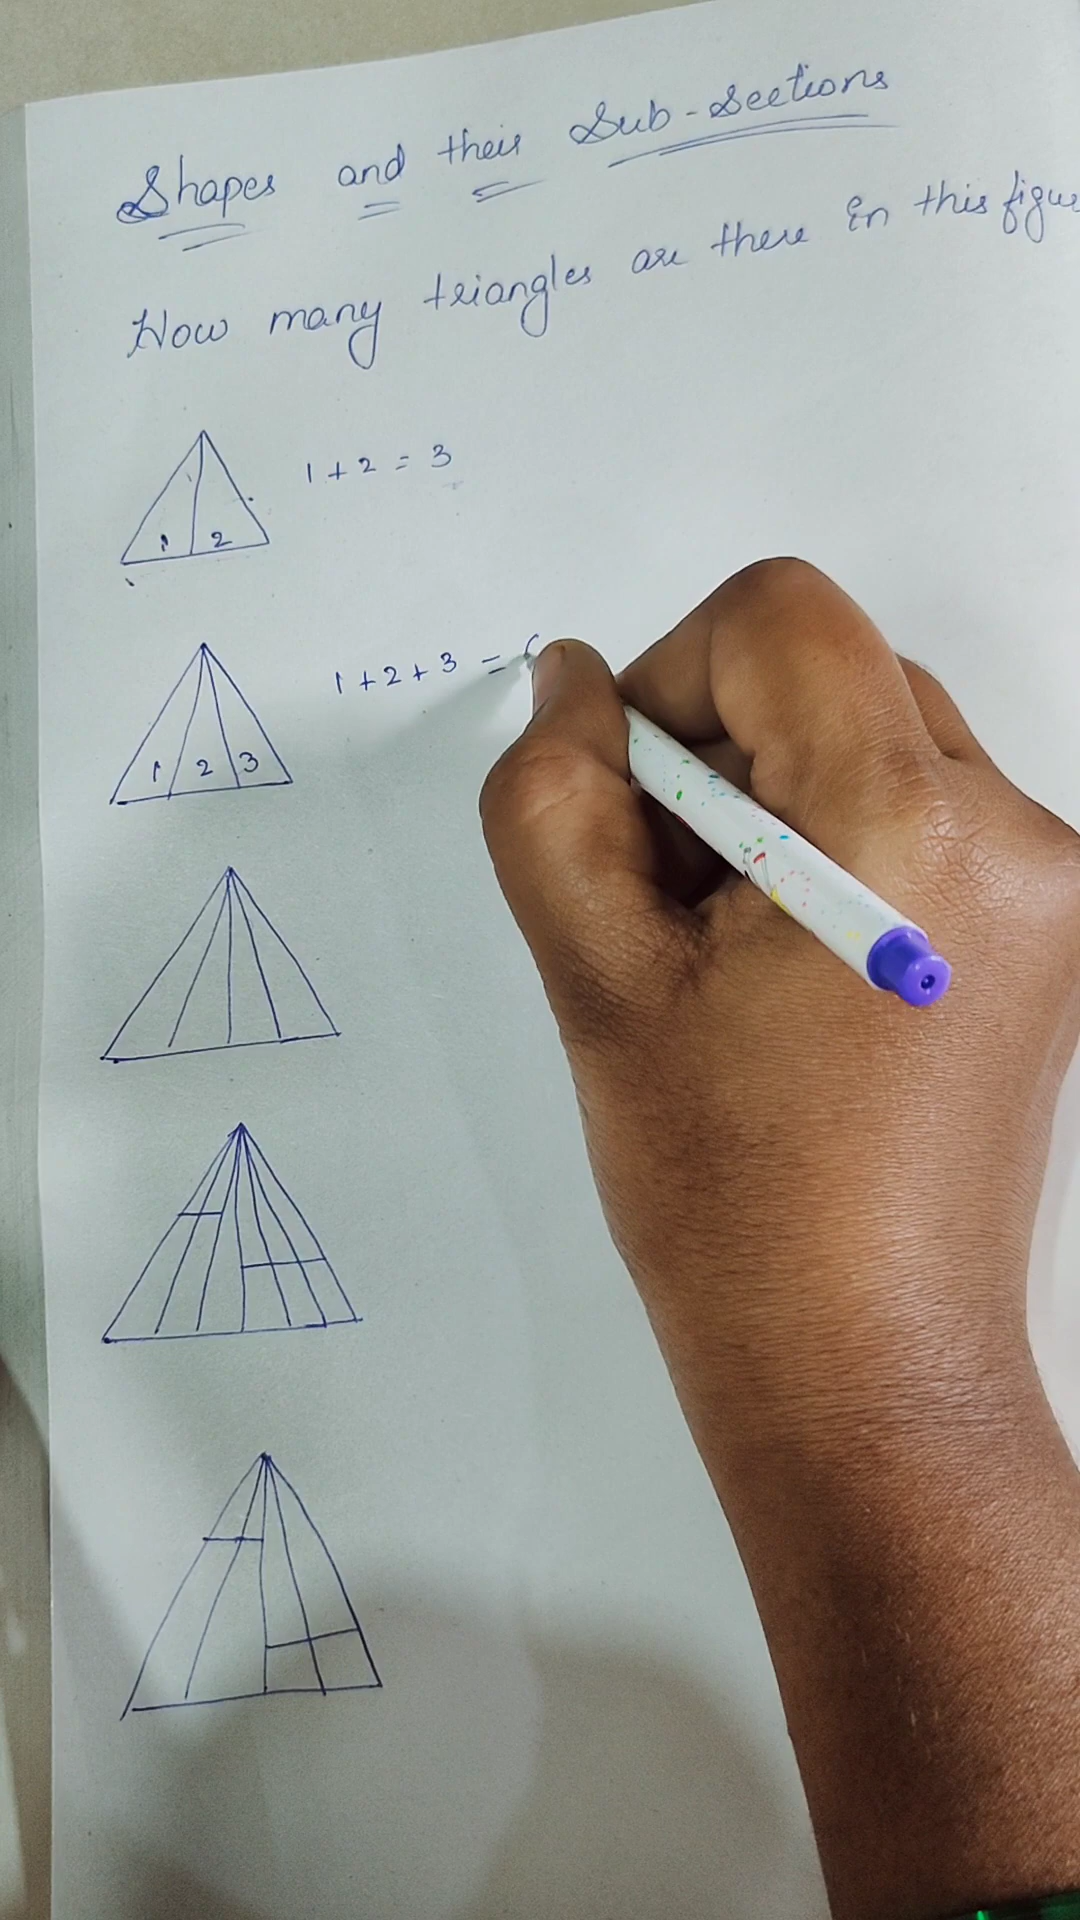 Shapes and their Sub-Sections
How many triangles are there in this figu
1 + 2 = 3
1 2
1 + 2 + 3 =
1 2 3